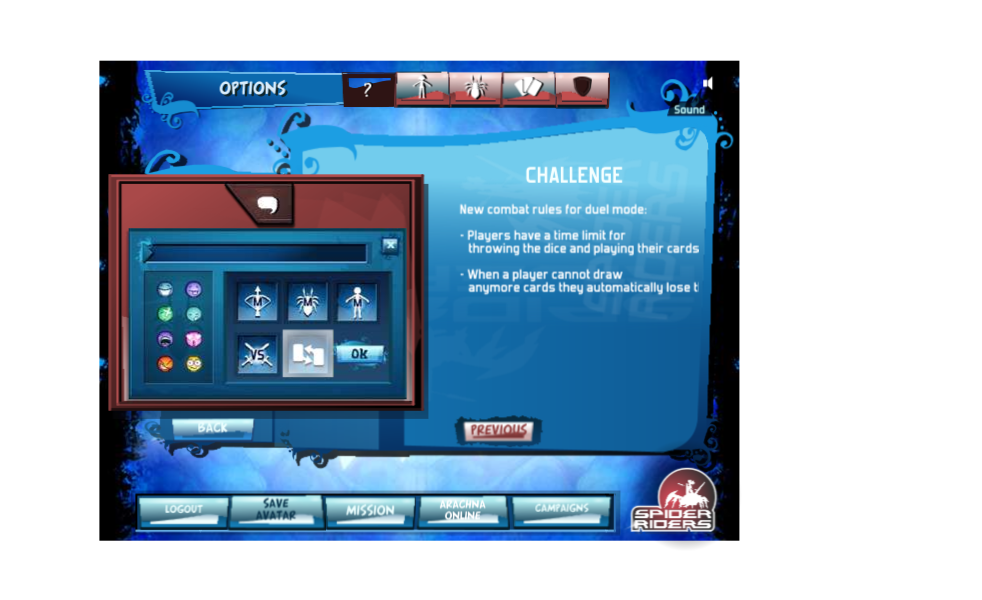 OPTIONS
?
Sound
CHALLENGE
New combat rules for duel mode:
- Players have a time limit for
throwing the dice and playing their cards
- When a player cannot draw
anymore cards they automatically lose t
X
M
M
M
VS
OK
BACK
PREVIOUS
LOGOUT
SAVE
AVATAR
MISSION
ARACHNA
ONLINE
CAMPAIGNS
SPIDER
RIDERS